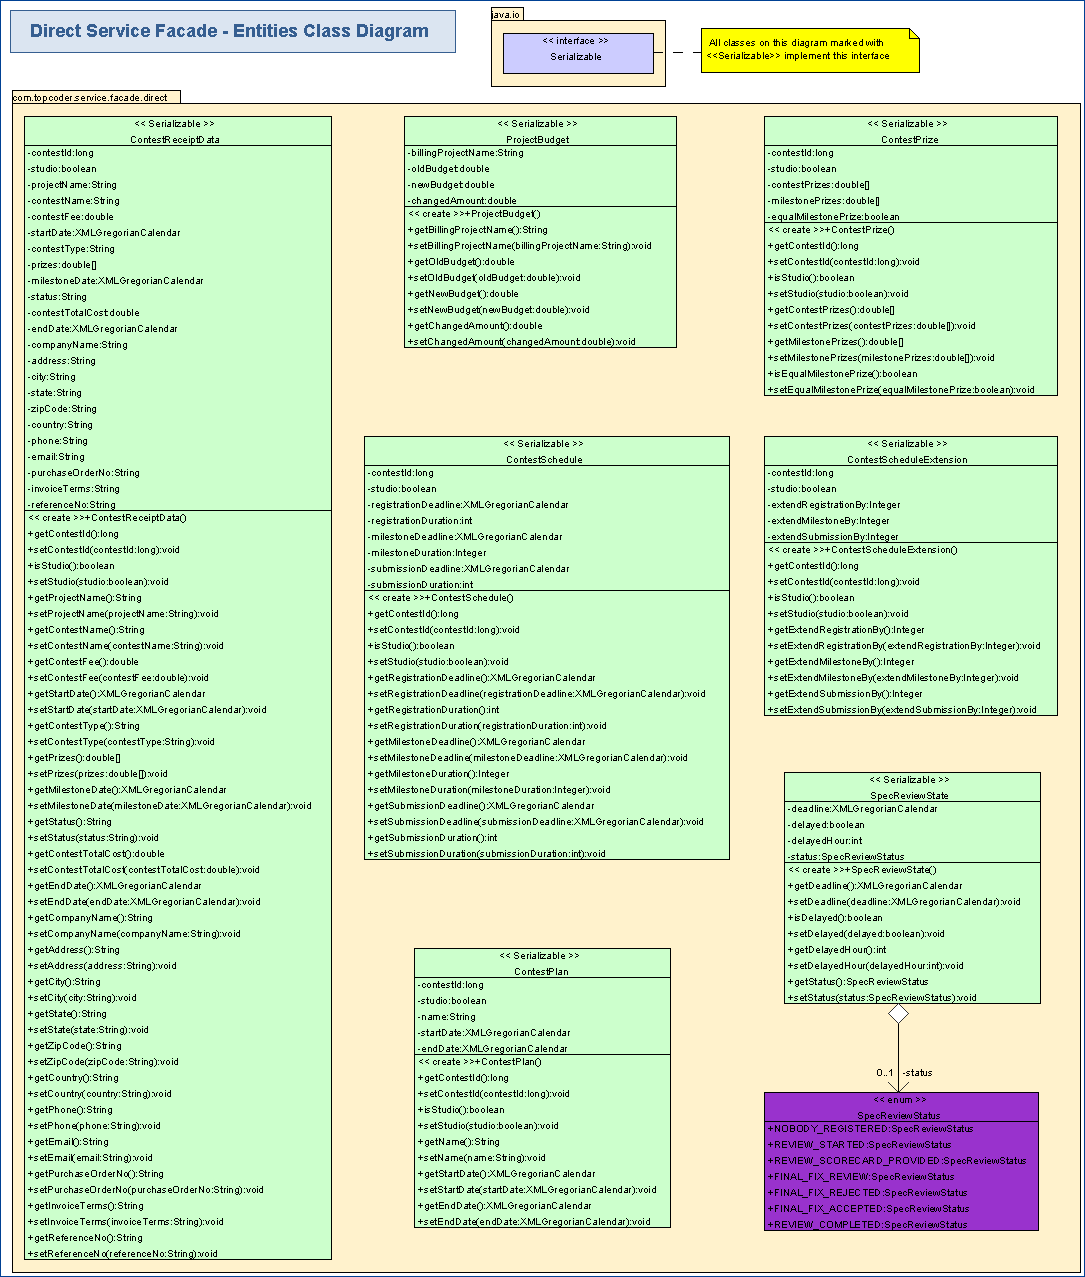 Direct Service Facade - Entities Class Diagram
java.io
<< interface >>
Serializable
All classes on this diagram marked with
<<Serializable>> implement this interface
com.topcoder.service.facade.direct
<< Serializable >>
ContestReceiptData
-contestId:long
-studio:boolean
-projectName:String
-contestName:String
-contestFee:double
-startDate:XMLGregorianCalendar
-contestType:String
-prizes:double[]
-milestoneDate:XMLGregorianCalendar
-status:String
-contestTotalCost:double
-endDate:XMLGregorianCalendar
-companyName:String
-address:String
-city:String
-state:String
-zipCode:String
-country:String
-phone:String
-email:String
-purchaseOrderNo:String
-invoiceTerms:String
-referenceNo:String
<< create >>+ContestReceiptData()
+getContestId():long
+setContestId(contestId:long):void
+isStudio():boolean
+setStudio(studio:boolean):void
+getProjectName():String
+setProjectName(projectName:String):void
+getContestName():String
+setContestName(contestName:String):void
+getContestFee():double
+setContestFee(contestFee:double):void
+getStartDate():XMLGregorianCalendar
+setStartDate(startDate:XMLGregorianCalendar):void
+getContestType():String
+setContestType(contestType:String):void
+getPrizes():double[]
+setPrizes(prizes:double[]):void
+getMilestoneDate():XMLGregorianCalendar
+setMilestoneDate(milestoneDate:XMLGregorianCalendar):void
+getStatus():String
+setStatus(status:String):void
+getContestTotalCost():double
+setContestTotalCost(contestTotalCost:double):void
+getEndDate():XMLGregorianCalendar
+setEndDate(endDate:XMLGregorianCalendar):void
+getCompanyName():String
+setCompanyName(companyName:String):void
+getAddress():String
+setAddress(address:String):void
+getCity():String
+setCity(city:String):void
+getState():String
+setState(state:String):void
+getZipCode():String
+setZipCode(zipCode:String):void
+getCountry():String
+setCountry(country:String):void
+getPhone():String
+setPhone(phone:String):void
+getEmail():String
+setEmail(email:String):void
+getPurchaseOrderNo():String
+setPurchaseOrderNo(purchaseOrderNo:String):void
+getInvoiceTerms():String
+setInvoiceTerms(invoiceTerms:String):void
+getReferenceNo():String
+setReferenceNo(referenceNo:String):void
<< Serializable >>
ProjectBudget
-billingProjectName:String
-oldBudget:double
-newBudget:double
-changedAmount:double
<< create >>+ProjectBudget()
+getBillingProjectName():String
+setBillingProjectName(billingProjectName:String):void
+getOldBudget():double
+setOldBudget(oldBudget:double):void
+getNewBudget():double
+setNewBudget(newBudget:double):void
+getChangedAmount():double
+setChangedAmount(changedAmount:double):void
<< Serializable >>
ContestPrize
-contestId:long
-studio:boolean
-contestPrizes:double[]
-milestonePrizes:double[]
-equalMilestonePrize:boolean
<< create >>+ContestPrize()
+getContestId():long
+setContestId(contestId:long):void
+isStudio():boolean
+setStudio(studio:boolean):void
+getContestPrizes():double[]
+setContestPrizes(contestPrizes:double[]):void
+getMilestonePrizes():double[]
+setMilestonePrizes(milestonePrizes:double[]):void
+isEqualMilestonePrize():boolean
+setEqualMilestonePrize(equalMilestonePrize:boolean):void
<< Serializable >>
ContestSchedule
-contestId:long
-studio:boolean
-registrationDeadline:XMLGregorianCalendar
-registrationDuration:int
-milestoneDeadline:XMLGregorianCalendar
-milestoneDuration:Integer
-submissionDeadline:XMLGregorianCalendar
-submissionDuration:int
<< create >>+ContestSchedule()
+getContestId():long
+setContestId(contestId:long):void
+isStudio():boolean
+setStudio(studio:boolean):void
+getRegistrationDeadline():XMLGregorianCalendar
+setRegistrationDeadline(registrationDeadline:XMLGregorianCalendar):void
+getRegistrationDuration():int
+setRegistrationDuration(registrationDuration:int):void
+getMilestoneDeadline():XMLGregorianCalendar
+setMilestoneDeadline(milestoneDeadline:XMLGregorianCalendar):void
+getMilestoneDuration():Integer
+setMilestoneDuration(milestoneDuration:Integer):void
+getSubmissionDeadline():XMLGregorianCalendar
+setSubmissionDeadline(submissionDeadline:XMLGregorianCalendar):void
+getSubmissionDuration():int
+setSubmissionDuration(submissionDuration:int):void
<< Serializable >>
ContestScheduleExtension
-contestId:long
-studio:boolean
-extendRegistrationBy:Integer
-extendMilestoneBy:Integer
-extendSubmissionBy:Integer
<< create >>+ContestScheduleExtension()
+getContestId():long
+setContestId(contestId:long):void
+isStudio():boolean
+setStudio(studio:boolean):void
+getExtendRegistrationBy():Integer
+setExtendRegistrationBy(extendRegistrationBy:Integer):void
+getExtendMilestoneBy():Integer
+setExtendMilestoneBy(extendMilestoneBy:Integer):void
+getExtendSubmissionBy():Integer
+setExtendSubmissionBy(extendSubmissionBy:Integer):void
<< Serializable >>
SpecReviewState
-deadline:XMLGregorianCalendar
-delayed:boolean
-delayedHour:int
-status:SpecReviewStatus
<< create >>+SpecReviewState()
+getDeadline():XMLGregorianCalendar
+setDeadline(deadline:XMLGregorianCalendar):void
+isDelayed():boolean
+setDelayed(delayed:boolean):void
+getDelayedHour():int
+setDelayedHour(delayedHour:int):void
+getStatus():SpecReviewStatus
+setStatus(status:SpecReviewStatus):void
<< Serializable >>
ContestPlan
-contestId:long
-studio:boolean
-name:String
-startDate:XMLGregorianCalendar
-endDate:XMLGregorianCalendar
<< create >>+ContestPlan()
+getContestId():long
+setContestId(contestId:long):void
+isStudio():boolean
+setStudio(studio:boolean):void
+getName():String
+setName(name:String):void
+getStartDate():XMLGregorianCalendar
+setStartDate(startDate:XMLGregorianCalendar):void
+getEndDate():XMLGregorianCalendar
+setEndDate(endDate:XMLGregorianCalendar):void
0..1 -status
<< enum >>
SpecReviewStatus
+NOBODY_REGISTERED:SpecReviewStatus
+REVIEW_STARTED:SpecReviewStatus
+REVIEW_SCORECARD_PROVIDED:SpecReviewStatus
+FINAL_FIX_REVIEW:SpecReviewStatus
+FINAL_FIX_REJECTED:SpecReviewStatus
+FINAL_FIX_ACCEPTED:SpecReviewStatus
+REVIEW_COMPLETED:SpecReviewStatus